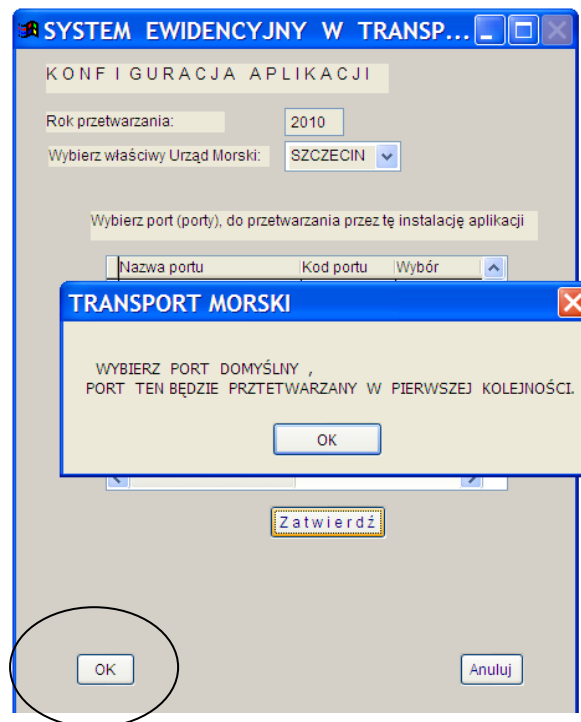 SYSTEM EWIDENCYJNY W TRANSP...
KONFIGURACJA APLIKACJI
Rok przetwarzania: 2010
Wybierz właściwy Urząd Morski: SZCZECIN
Wybierz port (porty), do przetwarzania przez tę instalację aplikacji
Nazwa portu Kod portu Wybór
TRANSPORT MORSKI
WYBIERZ PORT DOMYŚLNY ,
PORT TEN BĘDZIE PRZTETWARZANY W PIERWSZEJ KOLEJNOŚCI.
OK
Zatwierdź
OK Anuluj